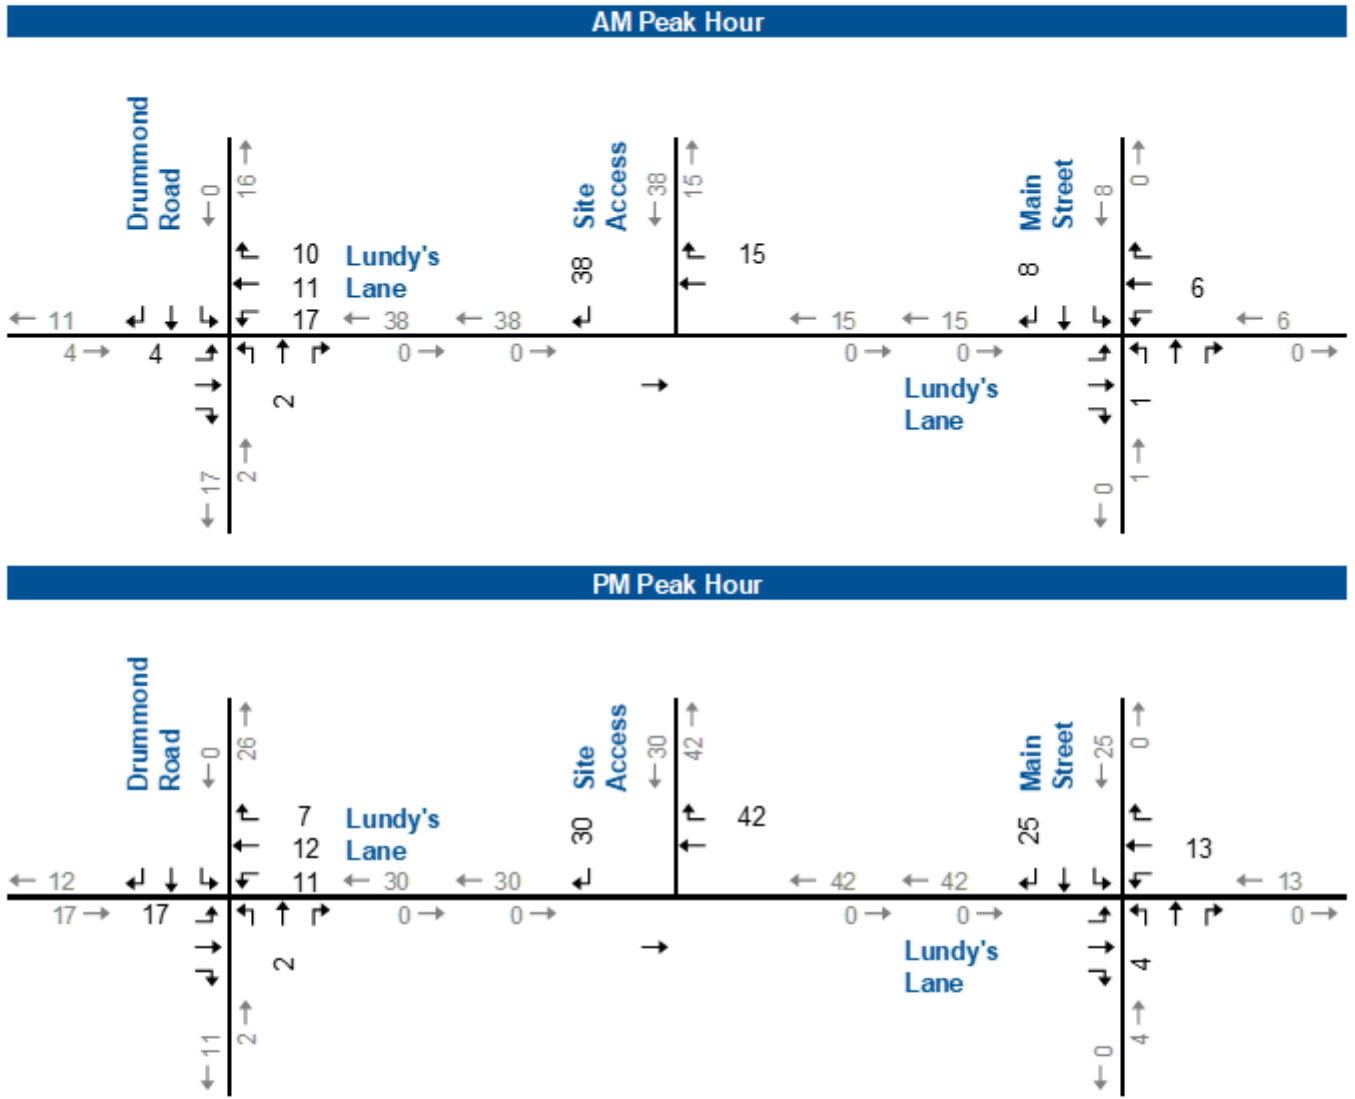 AM Peak Hour
Drummond
Road
0
16
Site
Access
38
15
Main
Street
8
0
10
Lundy's
38
15
8
11
Lane
6
11
17
38
38
15
15
6
4
4
0
0
0
0
0
2
Lundy's
1
Lane
17
2
0
1
PM Peak Hour
Drummond
Road
0
26
Site
Access
30
42
Main
Street
25
0
7
Lundy's
30
42
25
12
Lane
13
12
11
30
30
42
42
13
17
17
0
0
0
0
0
2
Lundy's
4
Lane
11
2
0
4